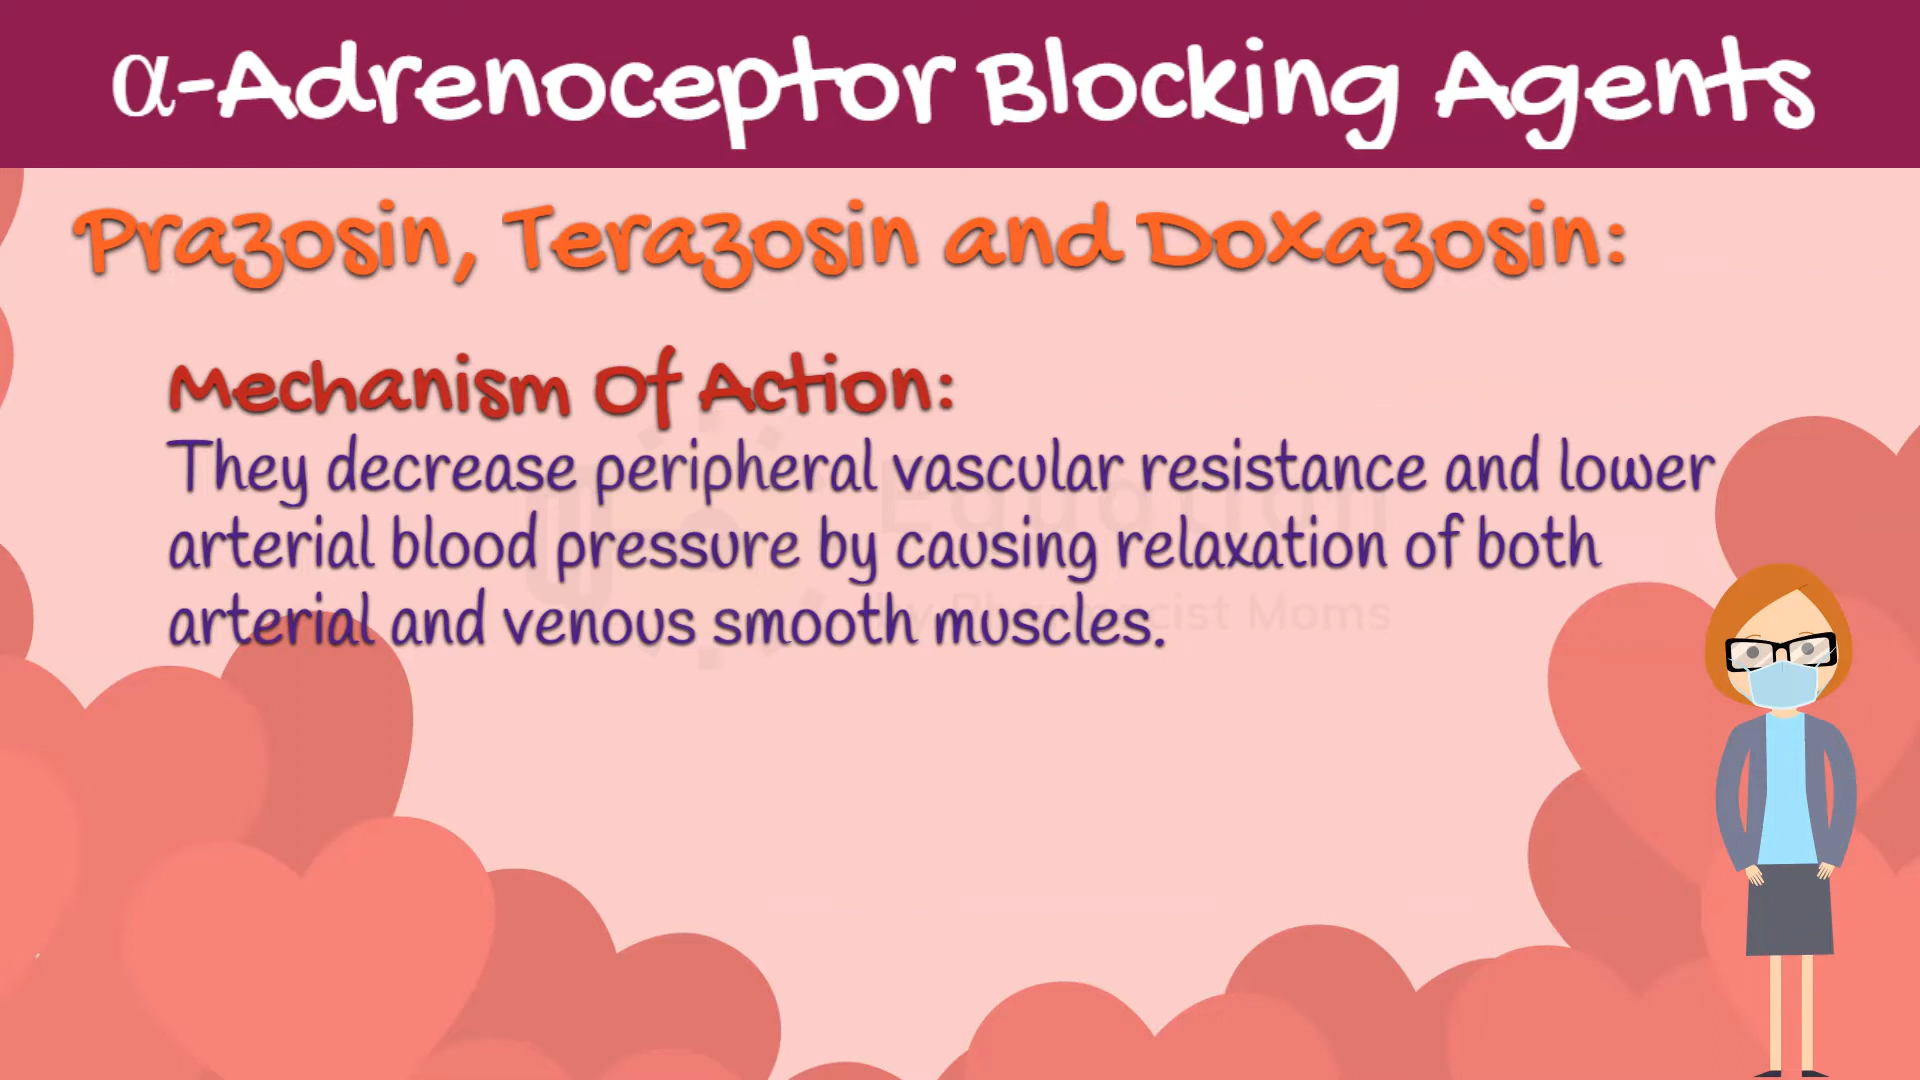 α-Adrenoceptor Blocking Agents
Prazosin, Terazosin and Doxazosin:
Mechanism Of Action:
They decrease peripheral vascular resistance and lower
arterial blood pressure by causing relaxation of both
arterial and venous smooth muscles.